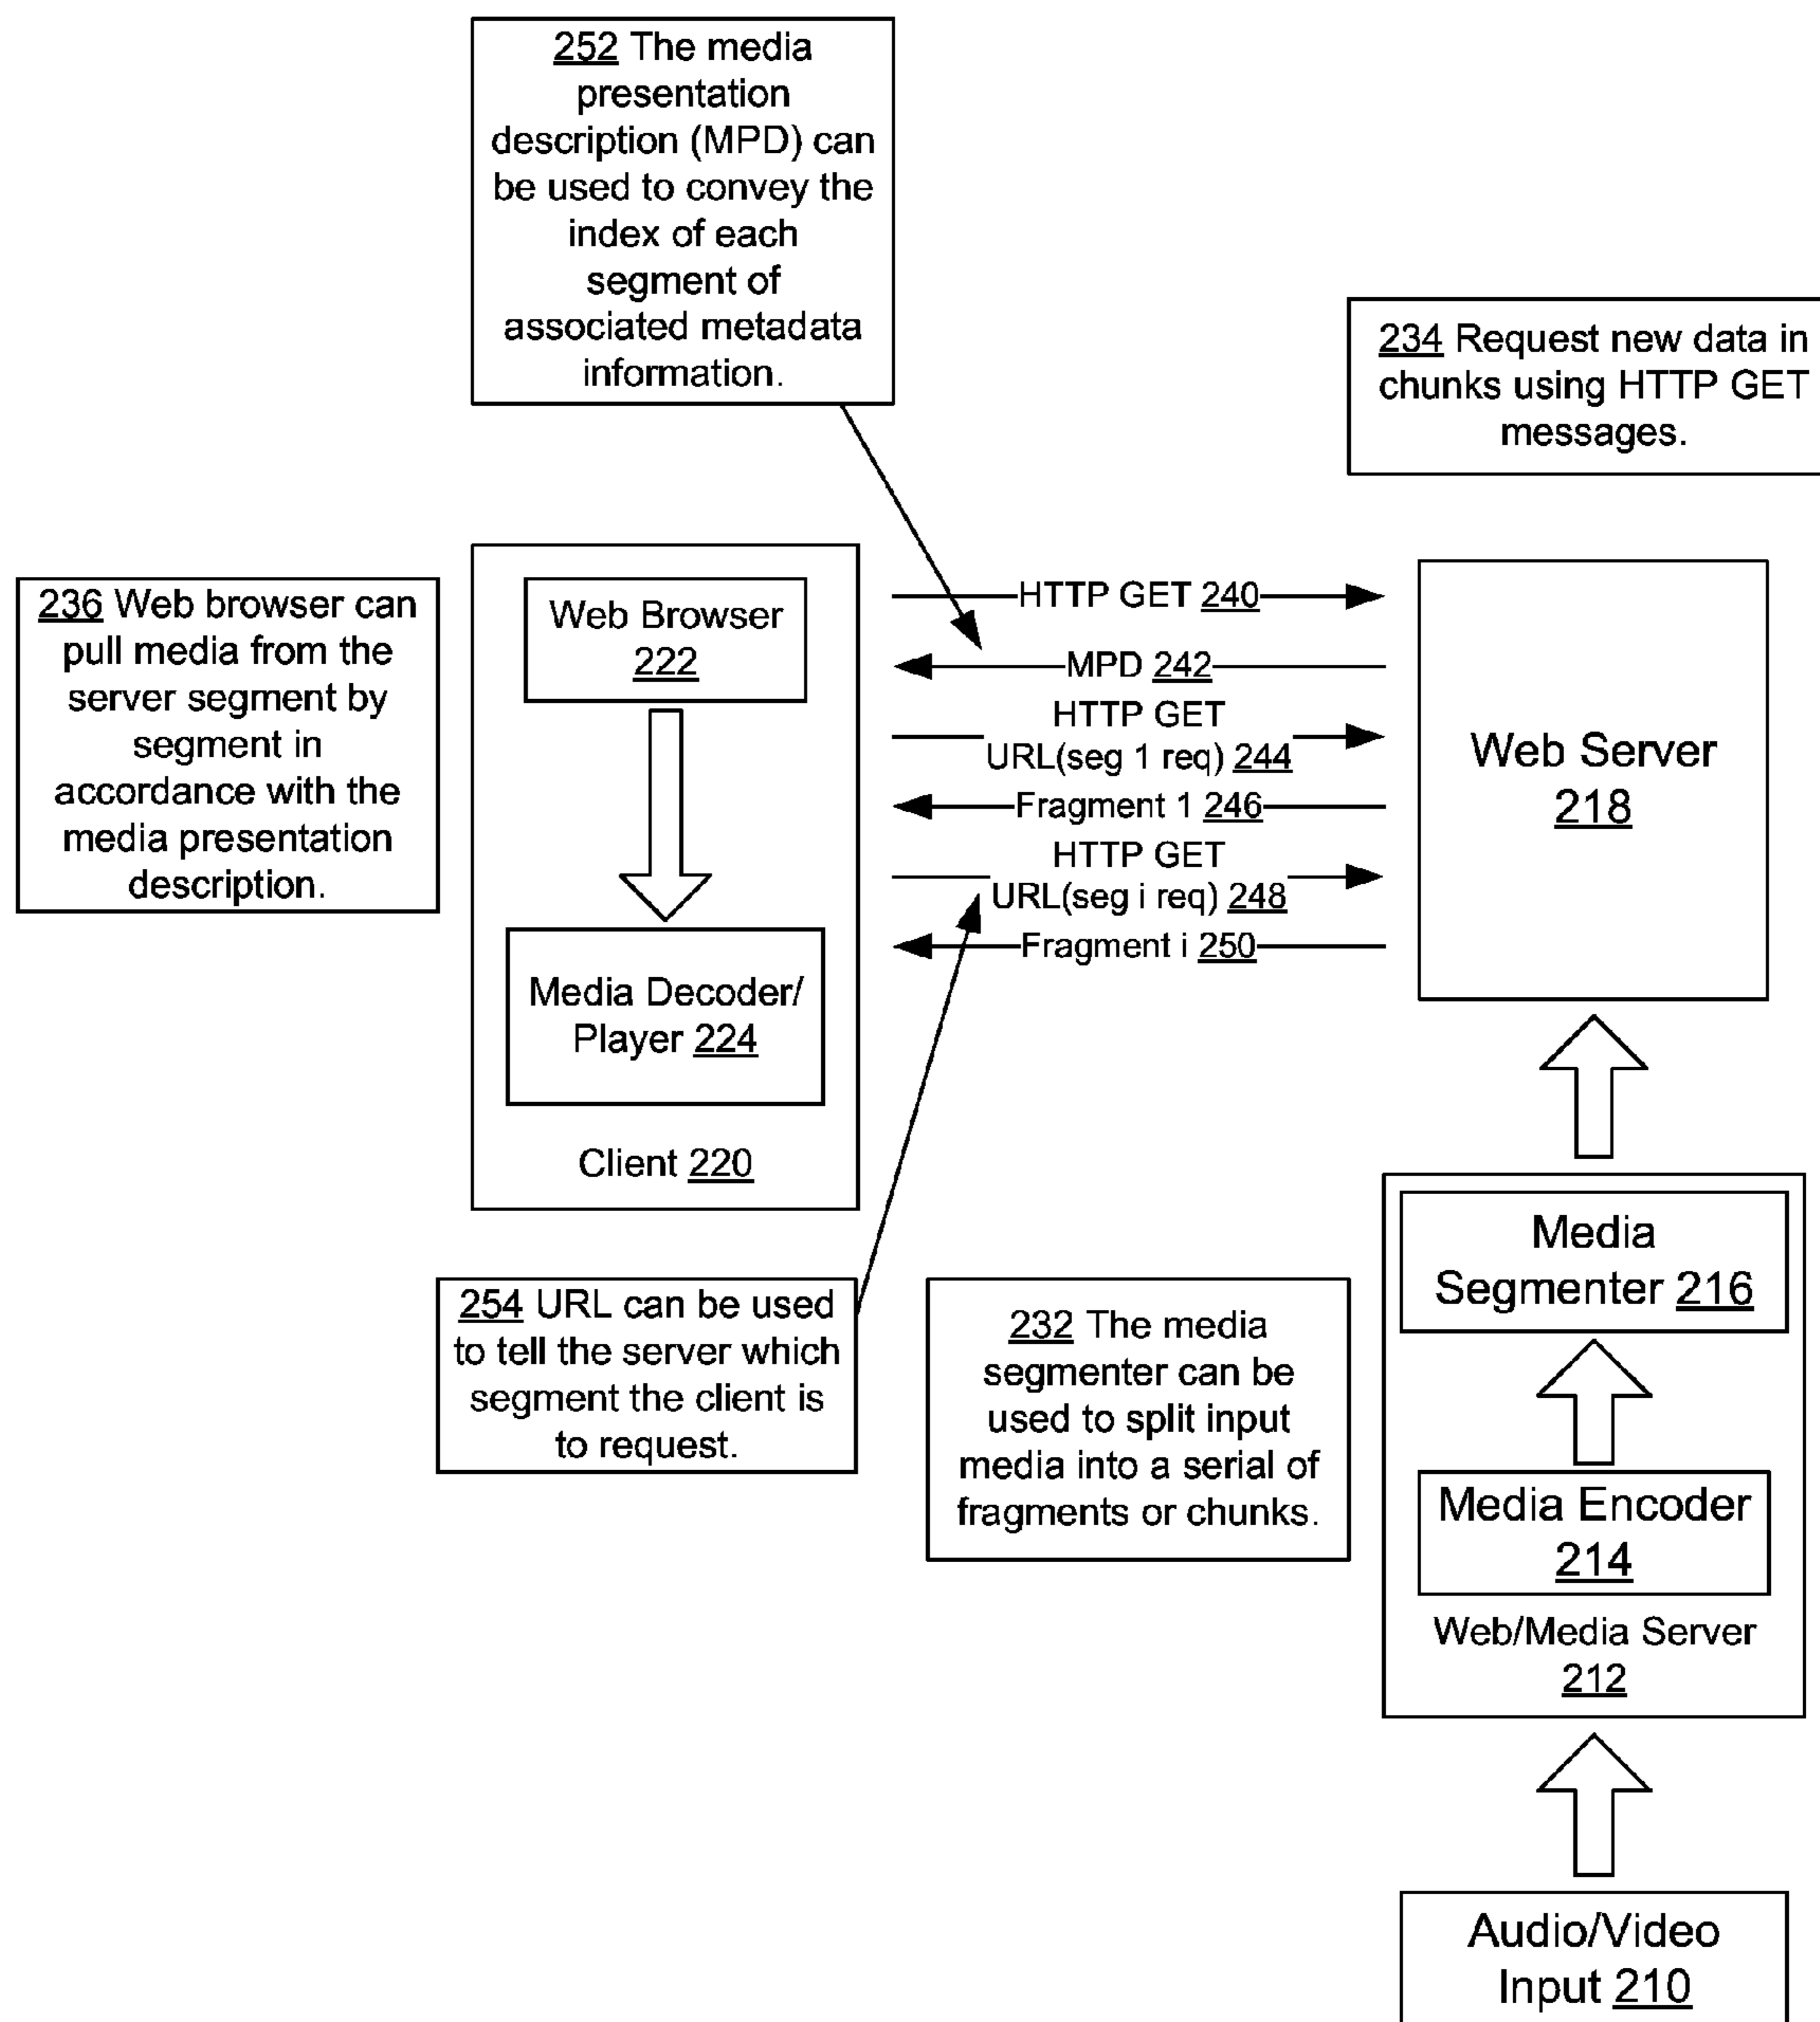 252 The media
presentation
description (MPD) can
be used to convey the
index of each
segment of
associated metadata
information.
234 Request new data in
chunks using HTTP GET
messages.
236 Web browser can
pull media from the
server segment by
segment in
accordance with the
media presentation
description.
Web Browser
222
Media Decoder/
Player 224
Client 220
HTTP GET 240
MPD 242
HTTP GET
URL(seg 1 req) 244
Fragment 1 246
HTTP GET
URL(seg i req) 248
Fragment i 250
Web Server
218
254 URL can be used
to tell the server which
segment the client is
to request.
232 The media
segmenter can be
used to split input
media into a serial of
fragments or chunks.
Media
Segmenter 216
Media Encoder
214
Web/Media Server
212
Audio/Video
Input 210